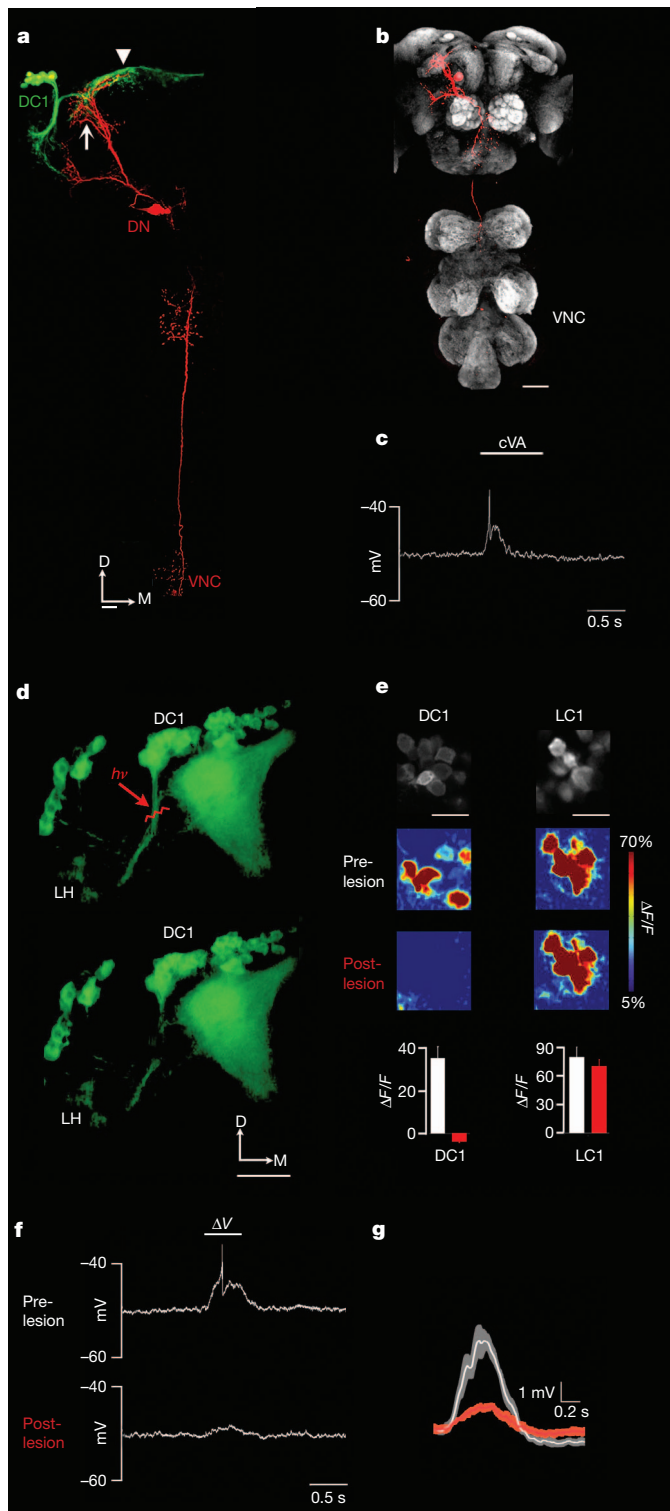 a
DC1
DN
D
M
VNC
b
VNC
c
cVA
–40
mV
–60
0.5 s
d
DC1
hν
LH
DC1
LH
D
M
e
DC1
LC1
Pre-
lesion
Post-
lesion
70%
ΔF/F
5%
40
20
0
ΔF/F
DC1
90
60
30
0
ΔF/F
LC1
f
ΔV
Pre-
lesion
–40
mV
–60
Post-
lesion
–40
mV
–60
0.5 s
g
1 mV
0.2 s